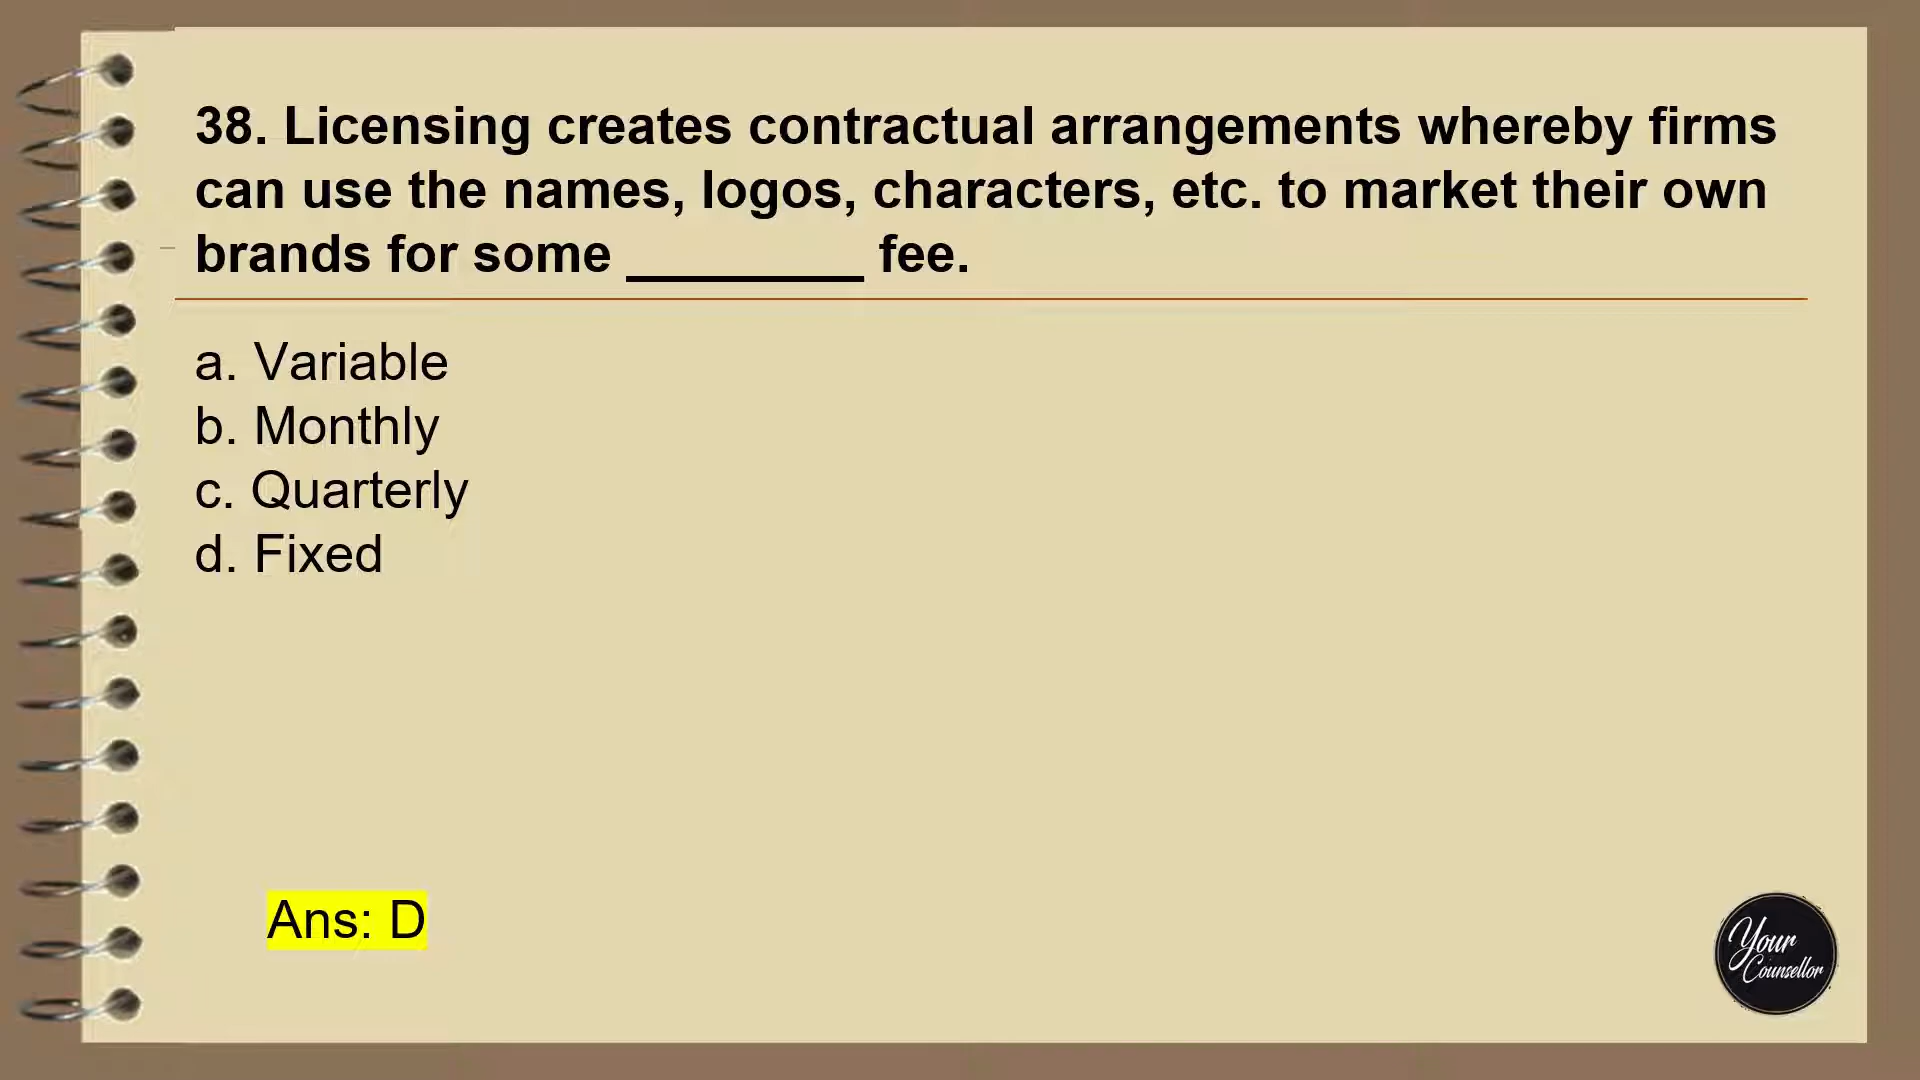 38. Licensing creates contractual arrangements whereby firms
can use the names, logos, characters, etc. to market their own
brands for some ________ fee.
a. Variable
b. Monthly
c. Quarterly
d. Fixed
Ans: D
Your
Counsellor